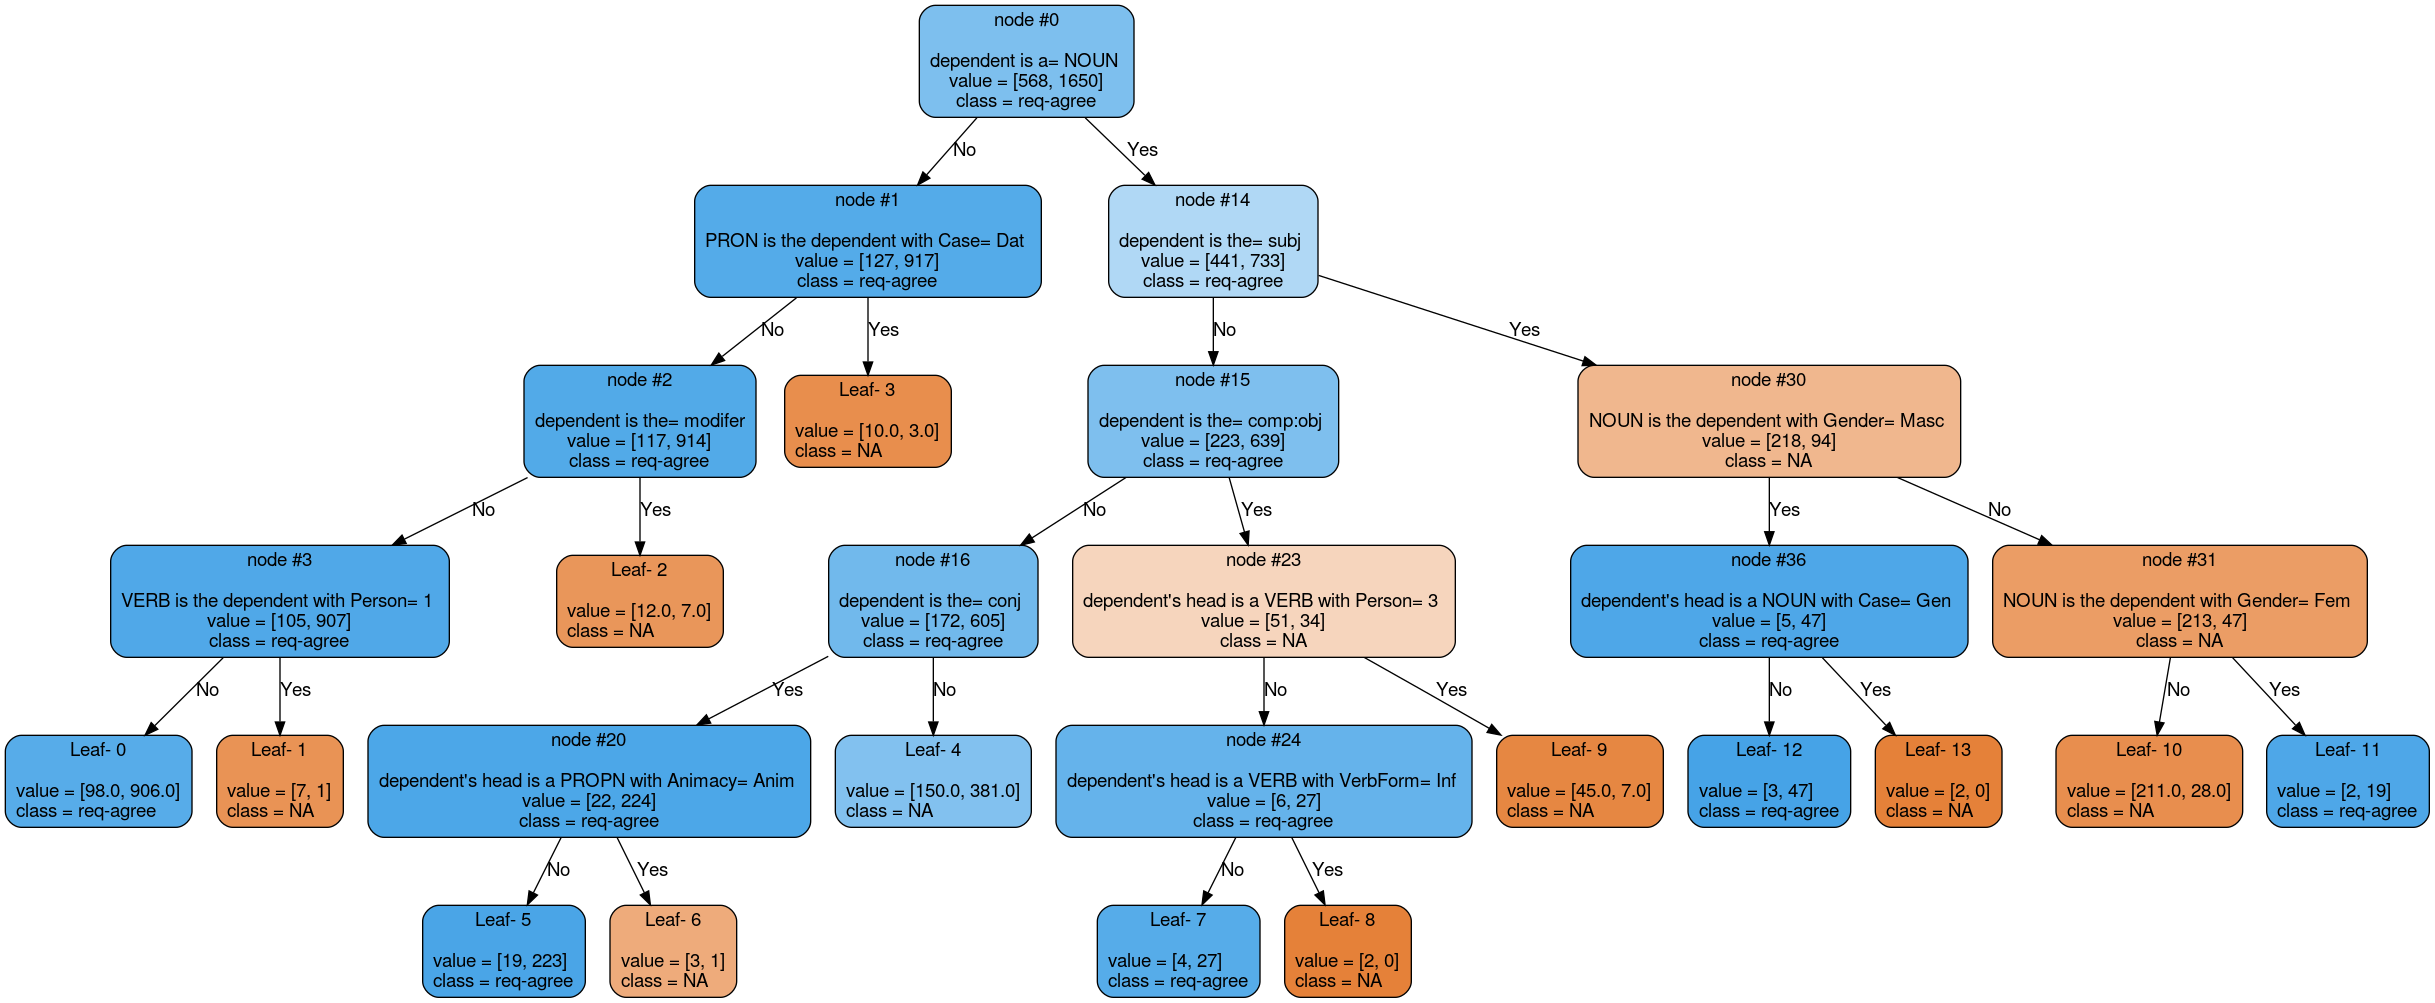 node #0
dependent is a= NOUN
value = [568, 1650]
class = req-agree
No
Yes
node #1
PRON is the dependent with Case= Dat
value = [127, 917]
class = req-agree
node #14
dependent is the= subj
value = [441, 733]
class = req-agree
No
Yes
No
Yes
node #2
dependent is the= modifer
value = [117, 914]
class = req-agree
Leaf- 3
value = [10.0, 3.0]
class = NA
node #15
dependent is the= comp:obj
value = [223, 639]
class = req-agree
node #30
NOUN is the dependent with Gender= Masc
value = [218, 94]
class = NA
No
Yes
No
Yes
Yes
No
node #3
VERB is the dependent with Person= 1
value = [105, 907]
class = req-agree
Leaf- 2
value = [12.0, 7.0]
class = NA
node #16
dependent is the= conj
value = [172, 605]
class = req-agree
node #23
dependent's head is a VERB with Person= 3
value = [51, 34]
class = NA
node #36
dependent's head is a NOUN with Case= Gen
value = [5, 47]
class = req-agree
node #31
NOUN is the dependent with Gender= Fem
value = [213, 47]
class = NA
No
Yes
Yes
No
No
Yes
No
Yes
No
Yes
Leaf- 0
value = [98.0, 906.0]
class = req-agree
Leaf- 1
value = [7, 1]
class = NA
node #20
dependent's head is a PROPN with Animacy= Anim
value = [22, 224]
class = req-agree
Leaf- 4
value = [150.0, 381.0]
class = NA
node #24
dependent's head is a VERB with VerbForm= Inf
value = [6, 27]
class = req-agree
Leaf- 9
value = [45.0, 7.0]
class = NA
Leaf- 12
value = [3, 47]
class = req-agree
Leaf- 13
value = [2, 0]
class = NA
Leaf- 10
value = [211.0, 28.0]
class = NA
Leaf- 11
value = [2, 19]
class = req-agree
No
Yes
No
Yes
Leaf- 5
value = [19, 223]
class = req-agree
Leaf- 6
value = [3, 1]
class = NA
Leaf- 7
value = [4, 27]
class = req-agree
Leaf- 8
value = [2, 0]
class = NA